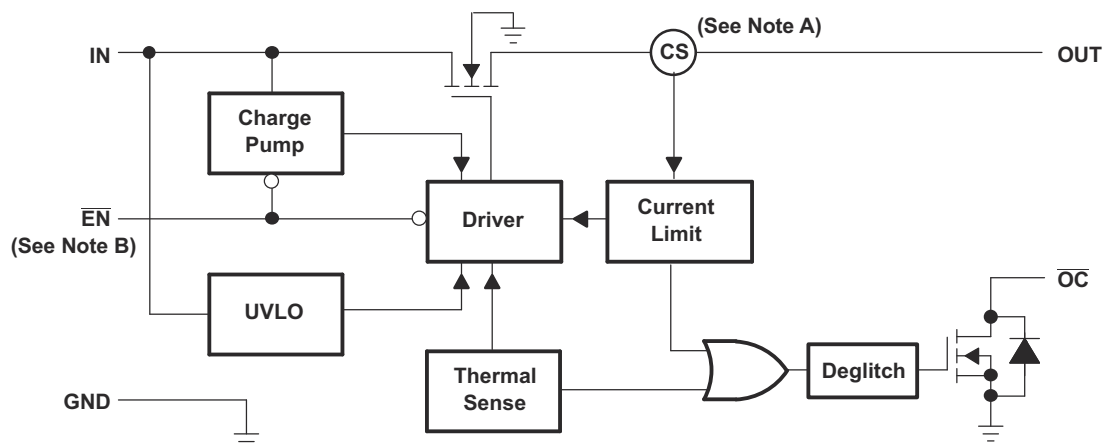 (See Note A)
IN
CS
OUT
Charge
Pump
EN
(See Note B)
Driver
Current
Limit
OC
UVLO
Thermal
Sense
Deglitch
GND